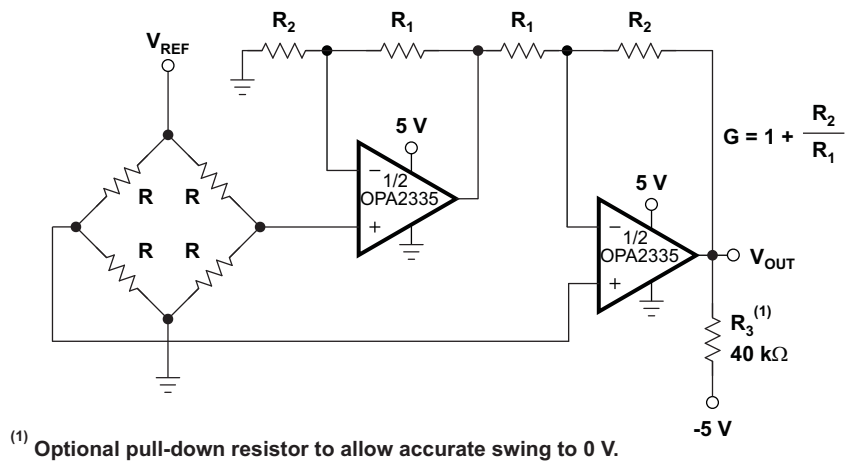 R2 R1 R1 R2
VREF
5 V
G = 1 + R2
R1
R R
−
1/2
OPA2335
+
5 V
R R
−
1/2
OPA2335
+
VOUT
R3(1)
40 kΩ
-5 V
(1) Optional pull-down resistor to allow accurate swing to 0 V.